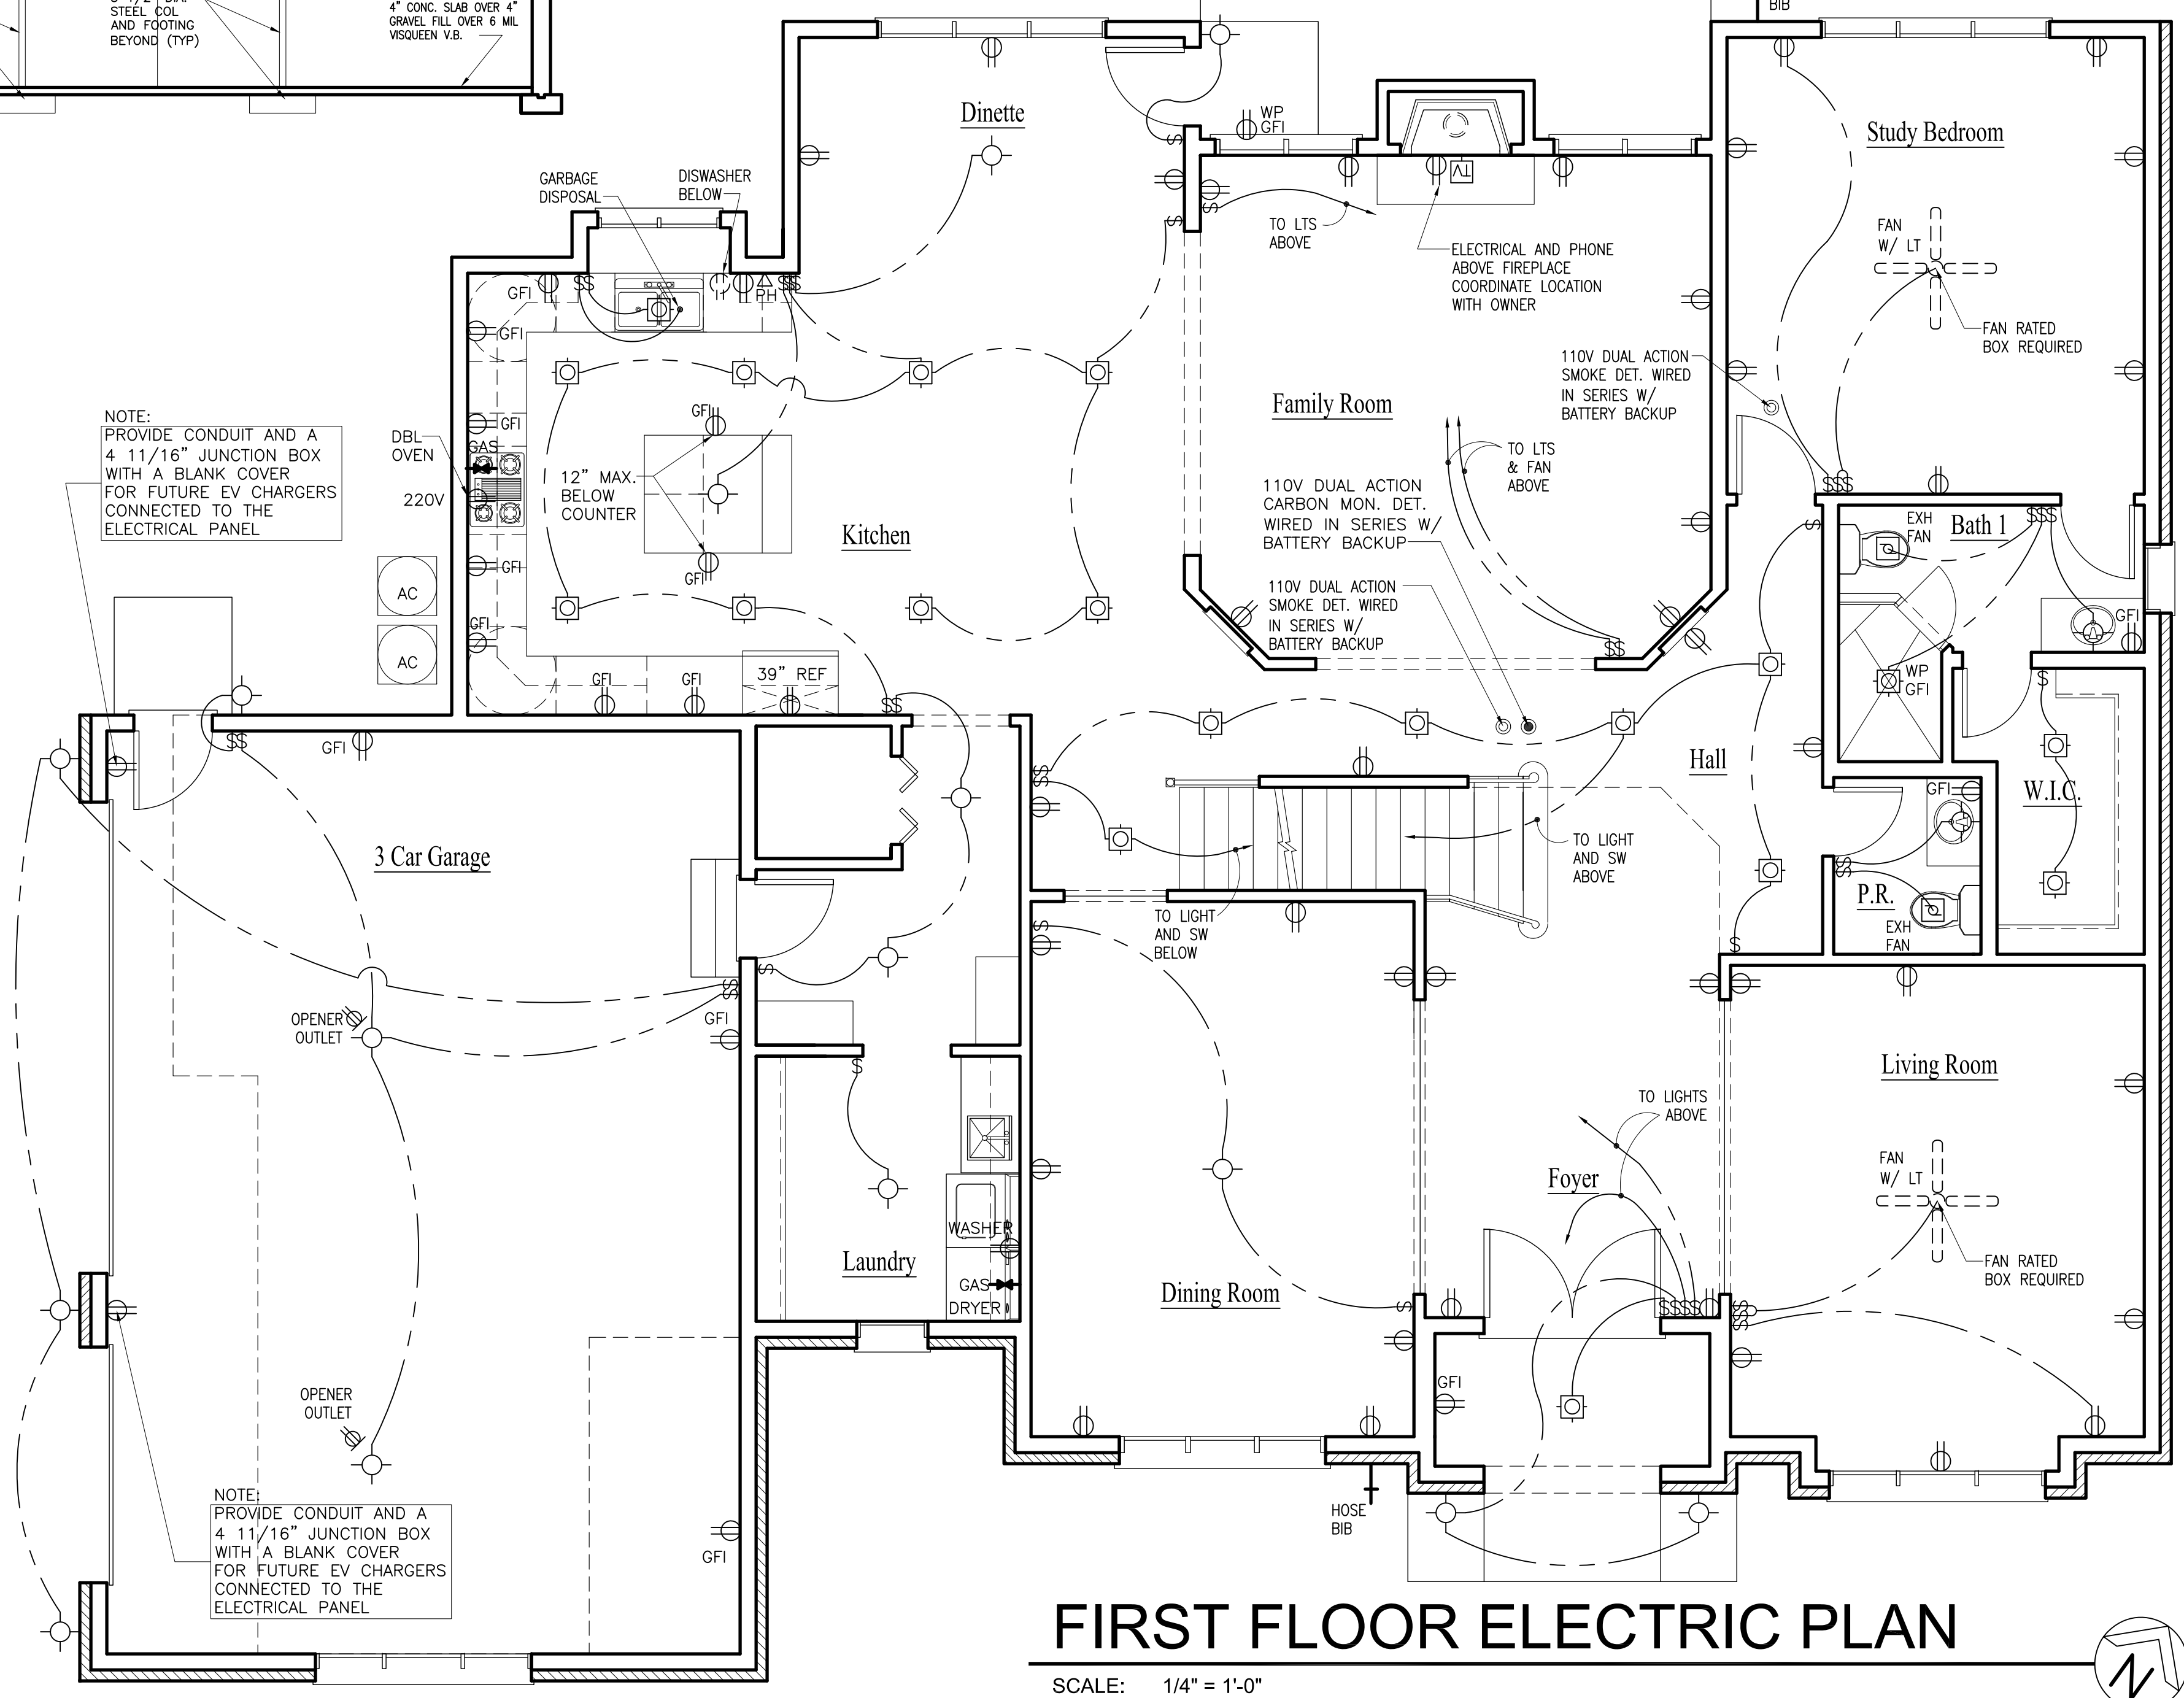 STEEL COL
AND FOOTING
BEYOND (TYP)
4" CONC. SLAB OVER 4"
GRAVEL FILL OVER 6 MIL
VISQUEEN V.B.
BIB
Dinette
WP
GFI
Study Bedroom
GARBAGE
DISPOSAL
DISWASHER
BELOW
TV
TO LTS
ABOVE
ELECTRICAL AND PHONE
ABOVE FIREPLACE
COORDINATE LOCATION
WITH OWNER
FAN
W/ LT
FAN RATED
BOX REQUIRED
GFI
$$
PH
$$
GFI
110V DUAL ACTION
SMOKE DET. WIRED
IN SERIES W/
BATTERY BACKUP
Family Room
NOTE:
PROVIDE CONDUIT AND A
4 11/16" JUNCTION BOX
WITH A BLANK COVER
FOR FUTURE EV CHARGERS
CONNECTED TO THE
ELECTRICAL PANEL
DBL
OVEN
220V
GFI
GAS
GFI
12" MAX.
BELOW
COUNTER
GFI
GFI
GFI
Kitchen
TO LTS
& FAN
ABOVE
110V DUAL ACTION
CARBON MON. DET.
WIRED IN SERIES W/
BATTERY BACKUP
110V DUAL ACTION
SMOKE DET. WIRED
IN SERIES W/
BATTERY BACKUP
$$
$$$
EXH
FAN
Bath 1
$$$
GFI
WP
GFI
AC
AC
GFI
GFI
39" REF
$$
$$
GFI
Hall
W.I.C.
$
GFI
P.R.
EXH
FAN
$
3 Car Garage
TO LIGHT
AND SW
ABOVE
TO LIGHT
AND SW
BELOW
OPENER
OUTLET
GFI
$
Living Room
TO LIGHTS
ABOVE
Foyer
FAN
W/ LT
FAN RATED
BOX REQUIRED
WASHER
GAS
DRYER
Laundry
Dining Room
$$$$
GFI
OPENER
OUTLET
HOSE
BIB
NOTE:
PROVIDE CONDUIT AND A
4 11/16" JUNCTION BOX
WITH A BLANK COVER
FOR FUTURE EV CHARGERS
CONNECTED TO THE
ELECTRICAL PANEL
GFI
FIRST FLOOR ELECTRIC PLAN
SCALE: 1/4" = 1'-0"
N